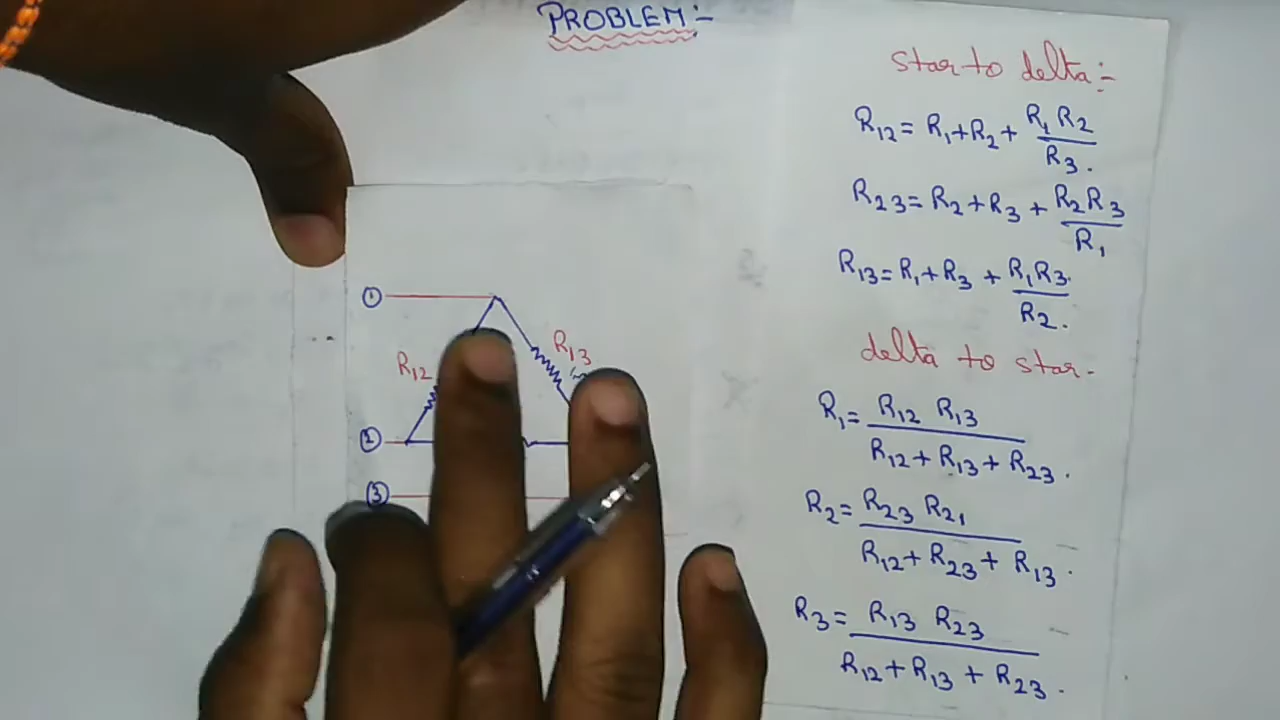 PROBLEM:-
Star to delta:-
R12 = R1+R2+ R1 R2 / R3.
R23 = R2+R3+ R2R3 / R1
R13 = R1+R3 + R1R3. / R2.
delta to star.
R1 = R12 R13 / R12+R13+R23.
R2 = R23 R21 / R12+R23+R13.
R3 = R13 R23 / R12+R13+R23.
1
R13
R12
2
3